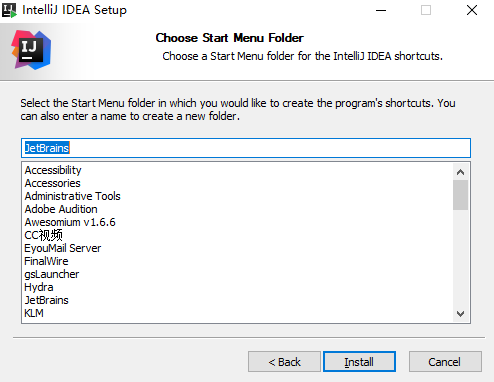 IntelliJ IDEA Setup
IJ
Choose Start Menu Folder
Choose a Start Menu folder for the IntelliJ IDEA shortcuts.
Select the Start Menu folder in which you would like to create the program's shortcuts. You
can also enter a name to create a new folder.
JetBrains
Accessibility
Accessories
Administrative Tools
Adobe Audition
Awesomium v1.6.6
CC视频
EyouMail Server
FinalWire
gsLauncher
Hydra
JetBrains
KLM
< Back
Install
Cancel